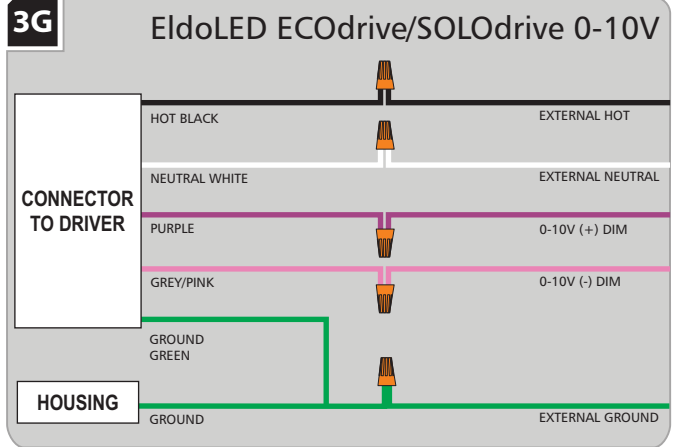 3G
EldoLED ECOdrive/SOLOdrive 0-10V
HOT BLACK
EXTERNAL HOT
NEUTRAL WHITE
EXTERNAL NEUTRAL
CONNECTOR
TO DRIVER
PURPLE
0-10V (+) DIM
GREY/PINK
0-10V (-) DIM
GROUND
GREEN
HOUSING
GROUND
EXTERNAL GROUND